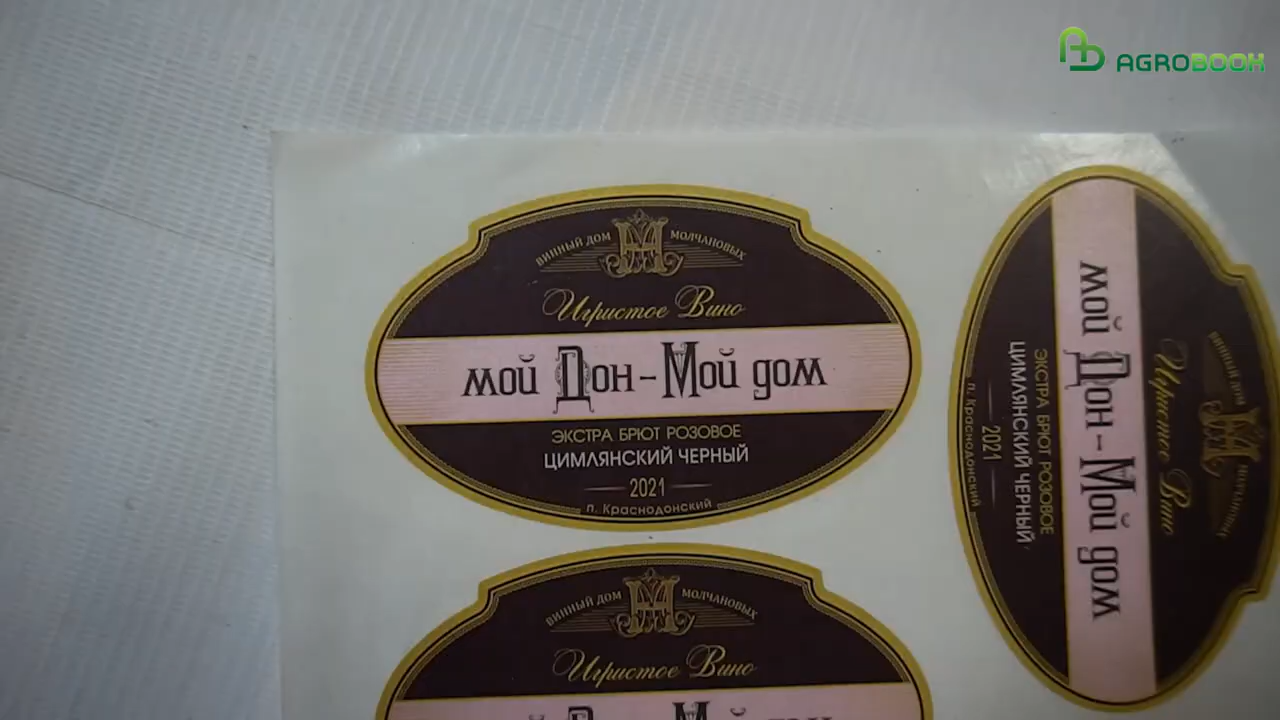 AGROBOOK
ВИННЫЙ ДОМ МОЛЧАНОВЫХ
Игристое Вино
мой Дон-Мой дом
ЭКСТРА БРЮТ РОЗОВОЕ
ЦИМЛЯНСКИЙ ЧЕРНЫЙ
2021
п. Краснодонский
ВИННЫЙ ДОМ МОЛЧАНОВЫХ
Игристое Вино
мой Дон-Мой дом
ЭКСТРА БРЮТ РОЗОВОЕ
ЦИМЛЯНСКИЙ ЧЕРНЫЙ
2021
п. Краснодонский
ВИННЫЙ ДОМ МОЛЧАНОВЫХ
Игристое Вино